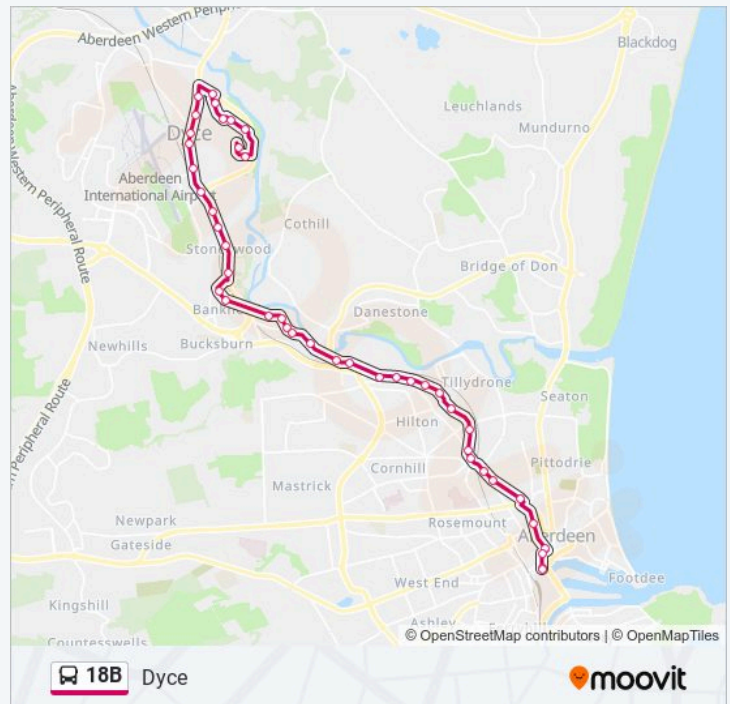 Aberdeen Western Periph
Blackdog
Aberdeen Western Peripheral Route
Leuchlands
Mundurno
Dyce
Aberdeen
International Airport
Cothill
Stoneywood
Bridge of Don
Bankh
Danestone
Newhills
Bucksburn
n Peripheral Route
Tillydrone
Seaton
Hilton
Pittodrie
Cornhill
Mastrick
Newpark
Rosemount
Aberdeen
Gateside
West End
Footdee
Kingshill
Ashley
Countesswells
© OpenStreetMap contributors | © OpenMapTiles
18B Dyce
moovit